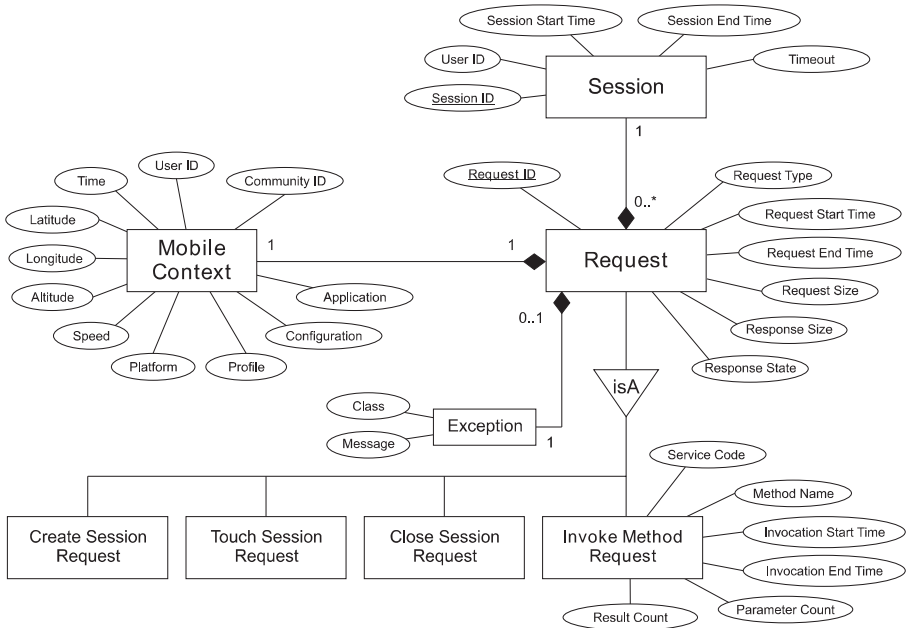 Session Start Time
Session End Time
User ID
Timeout
Session
Session ID
1
User ID
Request ID
Request Type
Time
Community ID
0..*
Latitude
Request Start Time
Mobile
Context
1
1
Request
Longitude
Request End Time
Altitude
Application
Request Size
0..1
Speed
Configuration
Response Size
Platform
Profile
Response State
isA
Class
Exception
Message
1
Service Code
Method Name
Create Session
Request
Touch Session
Request
Close Session
Request
Invoke Method
Request
Invocation Start Time
Invocation End Time
Result Count
Parameter Count